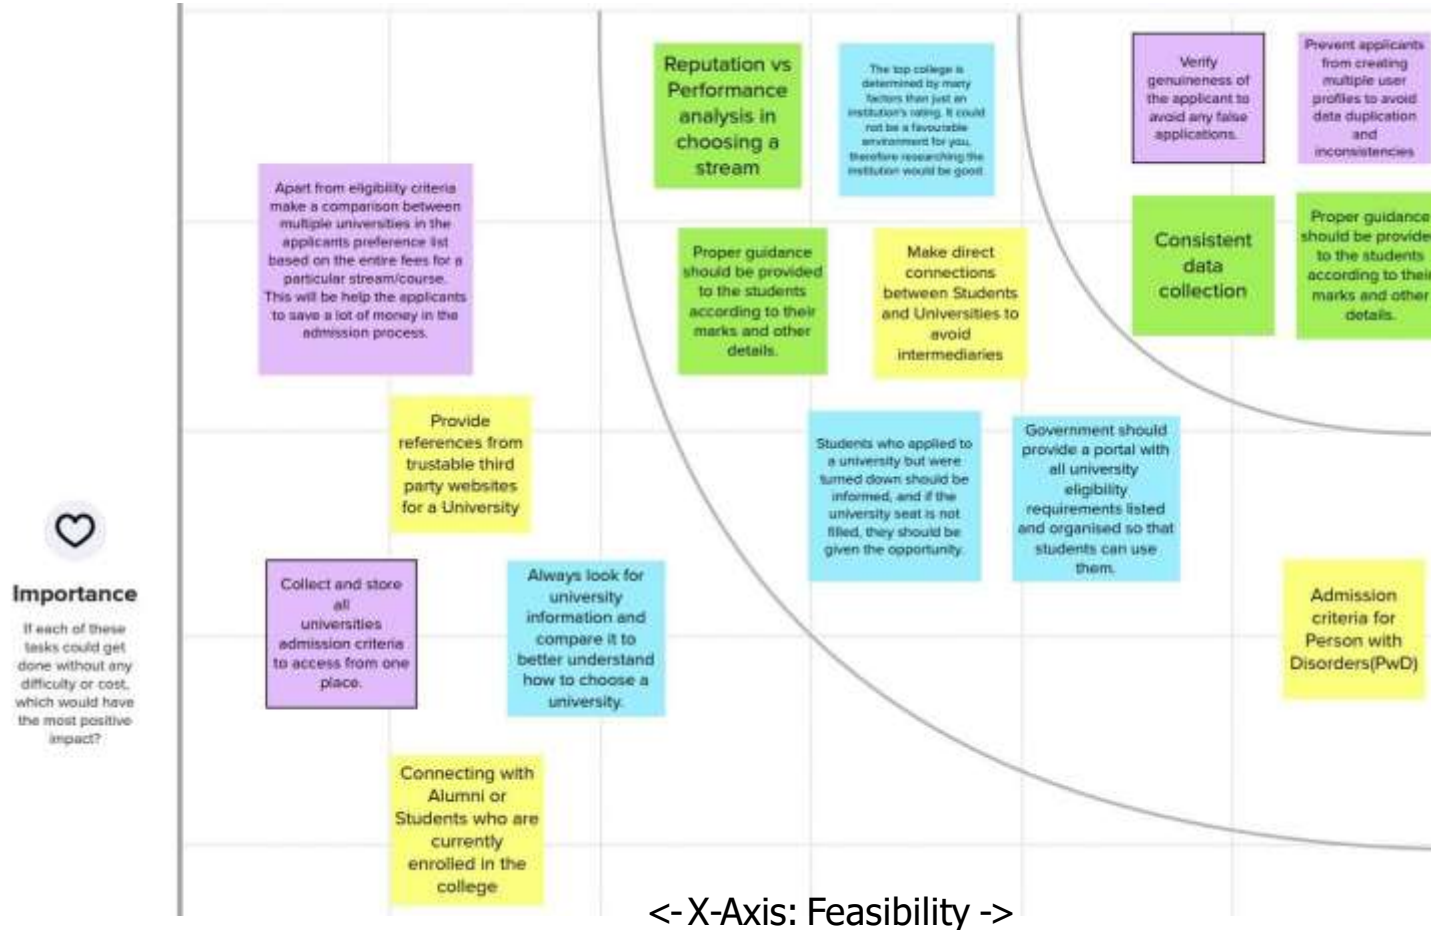 Reputation vs
Performance
analysis in
choosing a
stream
The top college is
determined by many
factors than just an
institution's rating. It could
not be a favourable
environment for you,
therefore researching the
institution would be good
Verify
genuineness of
the applicant to
avoid any false
applications.
Prevent applicants
from creating
multiple user
profiles to avoid
data duplication
and
inconsistencies
Apart from eligibility criteria
make a comparison between
multiple universities in the
applicants preference list
based on the entire fees for a
particular stream/course.
This will be help the applicants
to save a lot of money in the
admission process.
Proper guidance
should be provided
to the students
according to their
marks and other
details.
Make direct
connections
between Students
and Universities to
avoid
intermediaries
Consistent
data
collection
Proper guidance
should be provided
to the students
according to their
marks and other
details.
Provide
references from
trustable third
party websites
for a University
Students who applied to
a university but were
turned down should be
informed, and if the
university seat is not
filled, they should be
given the opportunity.
Government should
provide a portal with
all university
eligibility
requirements listed
and organised so that
students can use
them.
Importance
If each of these
tasks could get
done without any
difficulty or cost,
which would have
the most positive
impact?
Collect and store
all
universities
admission criteria
to access from one
place.
Always look for
university
information and
compare it to
better understand
how to choose a
university.
Admission
criteria for
Person with
Disorders(PwD)
Connecting with
Alumni or
Students who are
currently
enrolled in the
college
<- X-Axis: Feasibility ->